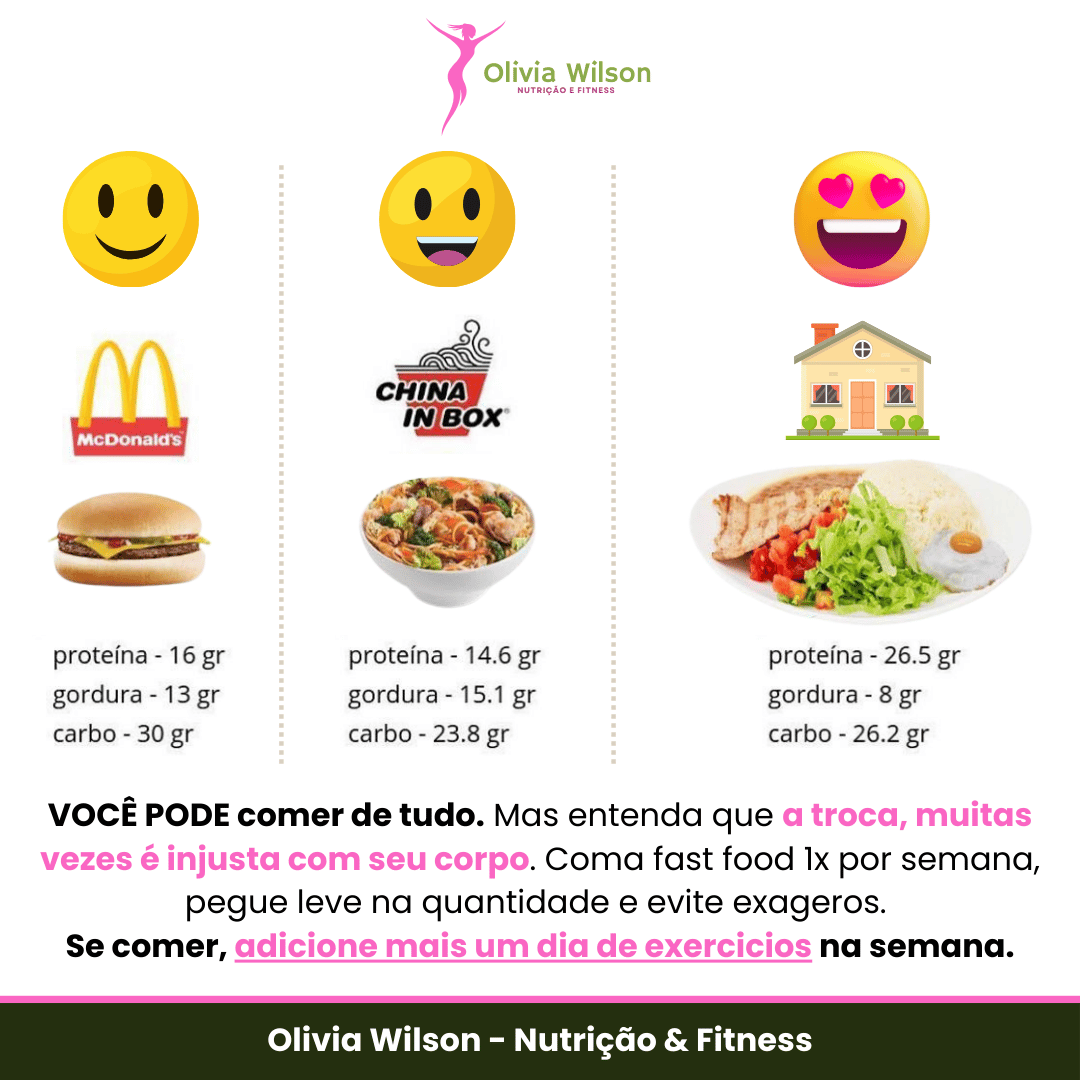 Olivia Wilson
NUTRIÇÃO E FITNESS
McDonald's
CHINA
IN BOX®
proteína - 16 gr
gordura - 13 gr
carbo - 30 gr
proteína - 14.6 gr
gordura - 15.1 gr
carbo - 23.8 gr
proteína - 26.5 gr
gordura - 8 gr
carbo - 26.2 gr
VOCÊ PODE comer de tudo. Mas entenda que a troca, muitas
vezes é injusta com seu corpo. Coma fast food 1x por semana,
pegue leve na quantidade e evite exageros.
Se comer, adicione mais um dia de exercicios na semana.
Olivia Wilson - Nutrição & Fitness